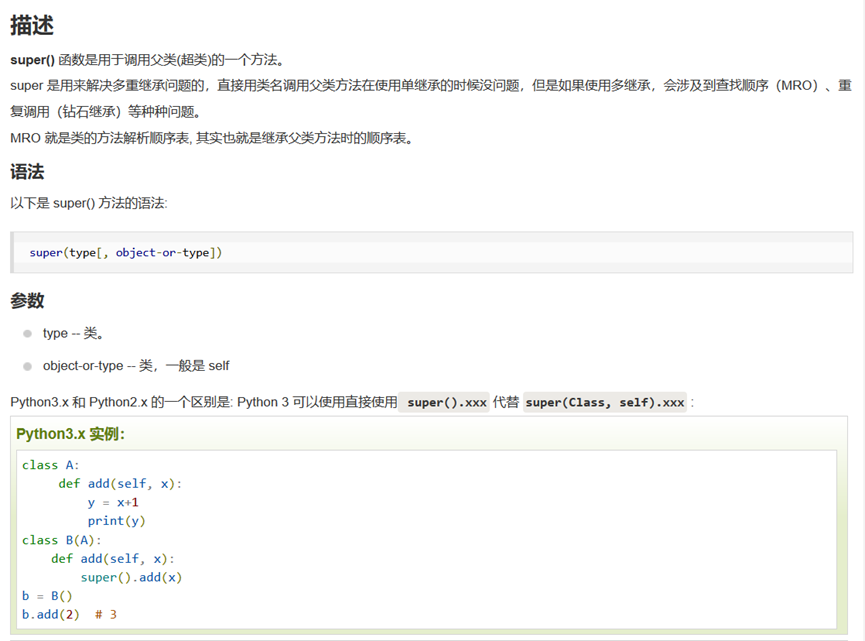 描述
super() 函数是用于调用父类(超类)的一个方法。
super 是用来解决多重继承问题的，直接用类名调用父类方法在使用单继承的时候没问题，但是如果使用多继承，会涉及到查找顺序（MRO）、重
复调用（钻石继承）等种种问题。
MRO 就是类的方法解析顺序表, 其实也就是继承父类方法时的顺序表。
语法
以下是 super() 方法的语法:
super(type[, object-or-type])
参数
type -- 类。
object-or-type -- 类，一般是 self
Python3.x 和 Python2.x 的一个区别是: Python 3 可以使用直接使用 super().xxx 代替 super(Class, self).xxx :
Python3.x 实例：
class A:
     def add(self, x):
         y = x+1
         print(y)
class B(A):
    def add(self, x):
        super().add(x)
b = B()
b.add(2)  # 3